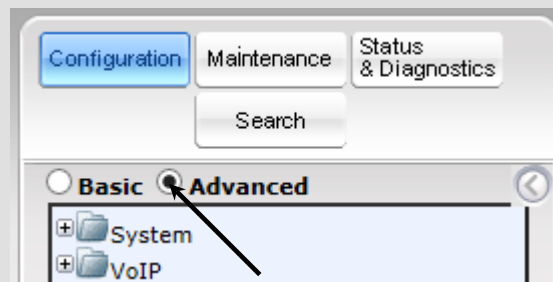 Configuration
Maintenance
Status
& Diagnostics
Search
Basic
Advanced
System
VoIP